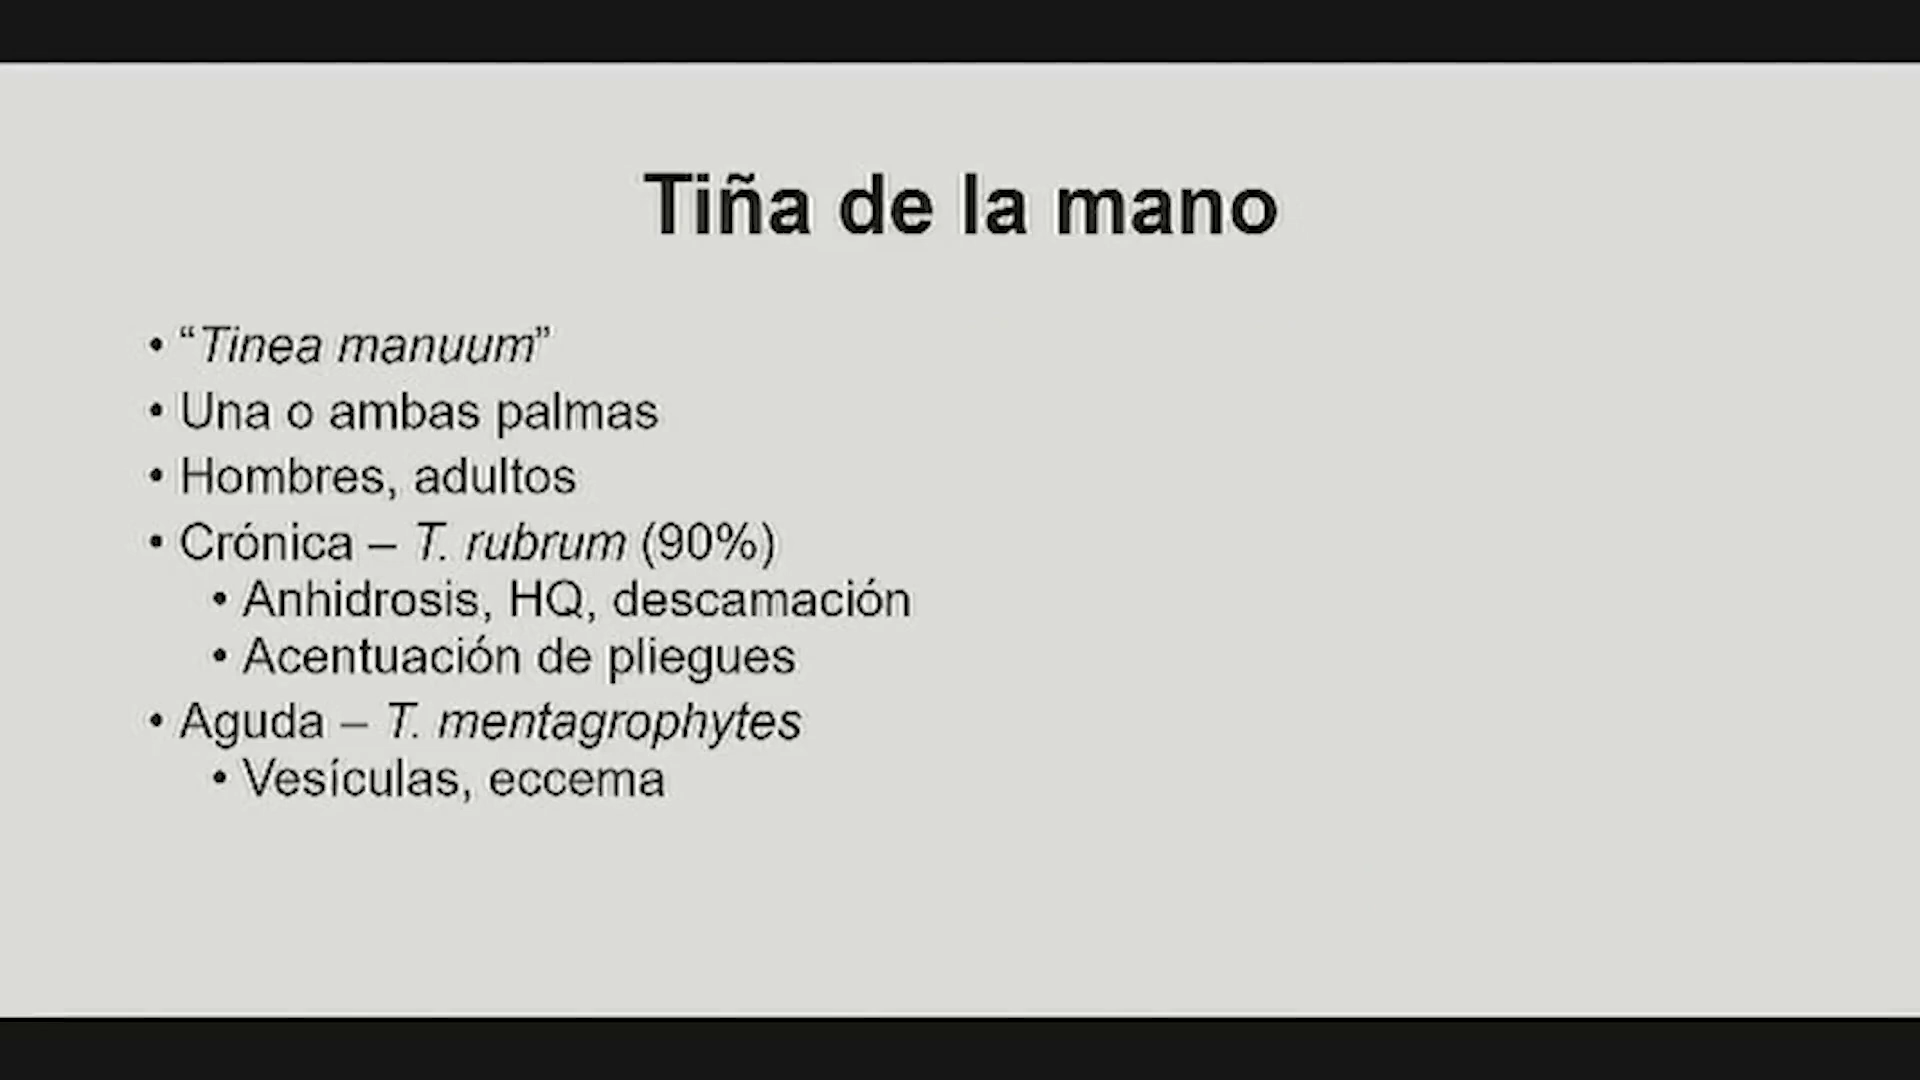 Tiña de la mano
• “Tinea manuum”
• Una o ambas palmas
• Hombres, adultos
• Crónica – T. rubrum (90%)
• Anhidrosis, HQ, descamación
• Acentuación de pliegues
• Aguda – T. mentagrophytes
• Vesículas, eccema